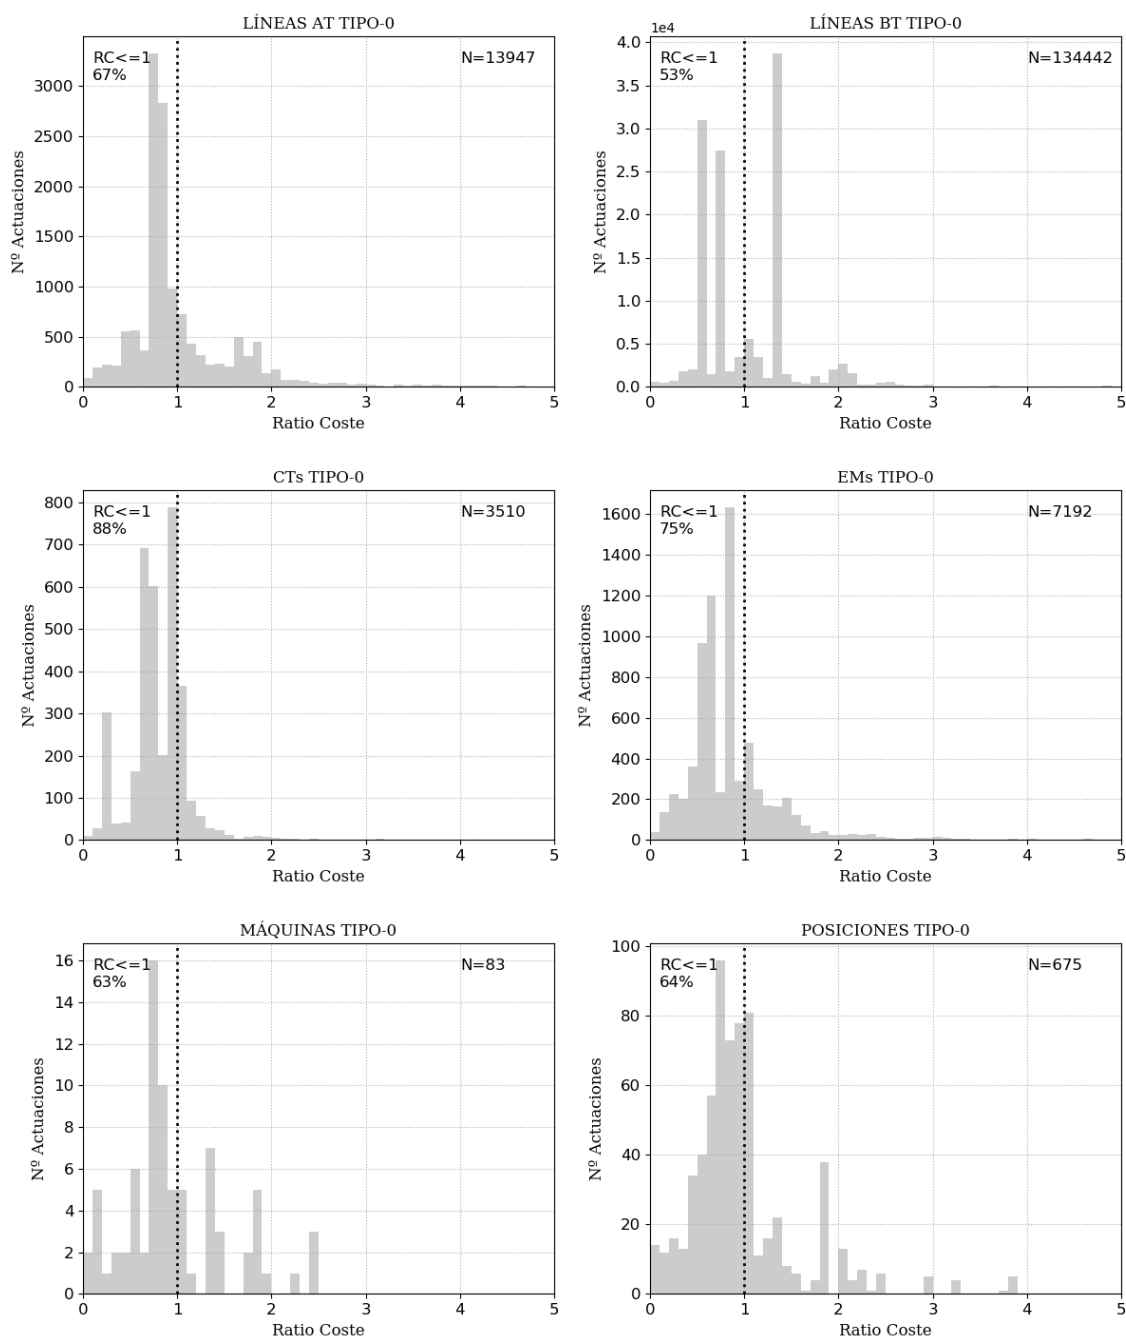 LÍNEAS AT TIPO-0
RC<=1
67%
N=13947
3000
2500
2000
1500
1000
500
0
Nº Actuaciones
0 1 2 3 4 5
Ratio Coste
LÍNEAS BT TIPO-0
1e4
RC<=1
53%
N=134442
4.0
3.5
3.0
2.5
2.0
1.5
1.0
0.5
0.0
Nº Actuaciones
0 1 2 3 4 5
Ratio Coste
CTs TIPO-0
RC<=1
88%
N=3510
800
700
600
500
400
300
200
100
0
Nº Actuaciones
0 1 2 3 4 5
Ratio Coste
EMs TIPO-0
RC<=1
75%
N=7192
1600
1400
1200
1000
800
600
400
200
0
Nº Actuaciones
0 1 2 3 4 5
Ratio Coste
MÁQUINAS TIPO-0
RC<=1
63%
N=83
16
14
12
10
8
6
4
2
0
Nº Actuaciones
0 1 2 3 4 5
Ratio Coste
POSICIONES TIPO-0
RC<=1
64%
N=675
100
80
60
40
20
0
Nº Actuaciones
0 1 2 3 4 5
Ratio Coste